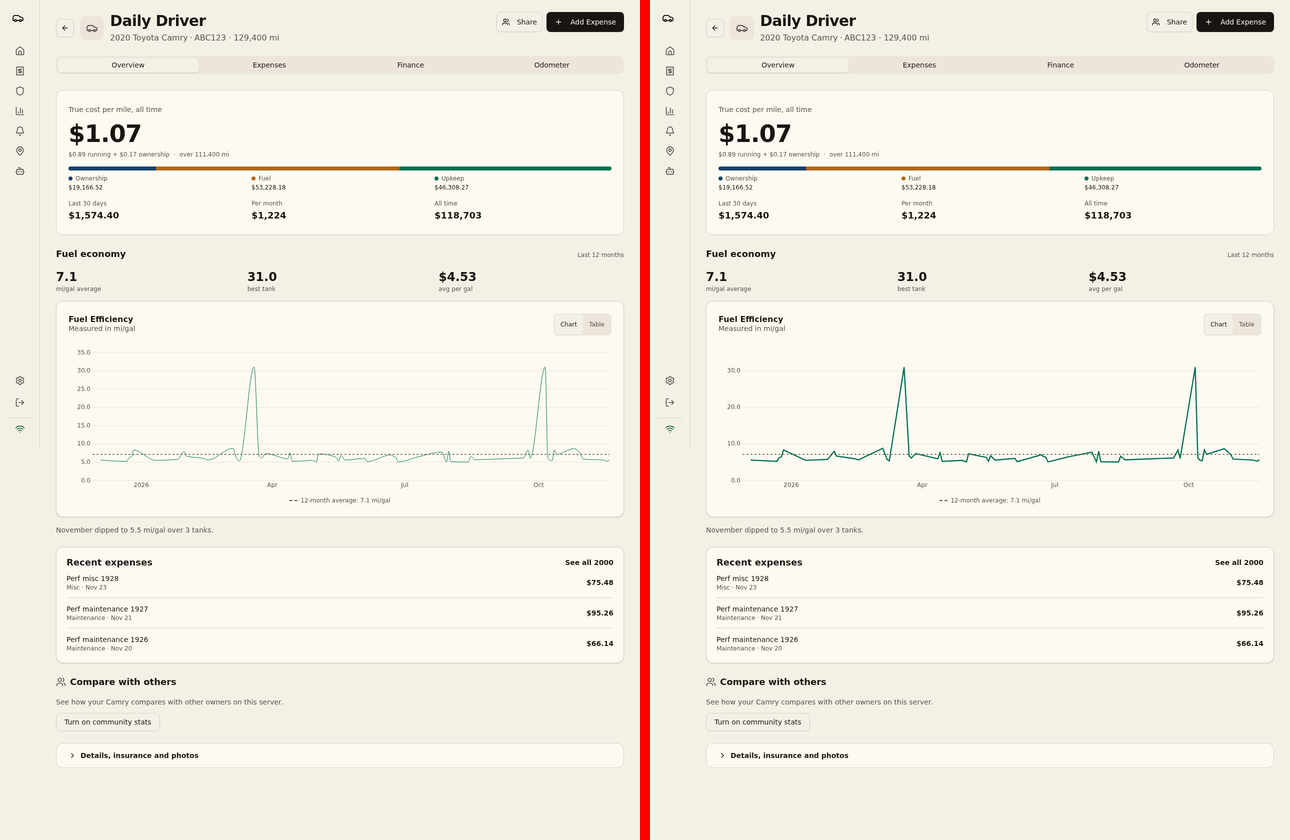 Daily Driver
2020 Toyota Camry · ABC123 · 129,400 mi
Share
Add Expense
Overview
Expenses
Finance
Odometer
True cost per mile, all time
$1.07
$0.89 running + $0.17 ownership · over 111,400 mi
Ownership
Fuel
Upkeep
$19,166.52
$53,228.18
$46,308.27
Last 30 days
Per month
All time
$1,574.40
$1,224
$118,703
Fuel economy
Last 12 months
7.1
31.0
$4.53
mi/gal average
best tank
avg per gal
Fuel Efficiency
Measured in mi/gal
Chart
Table
35.0
30.0
25.0
20.0
15.0
10.0
5.0
0.0
2026
Apr
Jul
Oct
12-month average: 7.1 mi/gal
November dipped to 5.5 mi/gal over 3 tanks.
Recent expenses
See all 2000
Perf misc 1928
Misc · Nov 23
$75.48
Perf maintenance 1927
Maintenance · Nov 21
$95.26
Perf maintenance 1926
Maintenance · Nov 20
$66.14
Compare with others
See how your Camry compares with other owners on this server.
Turn on community stats
Details, insurance and photos
Daily Driver
2020 Toyota Camry · ABC123 · 129,400 mi
Share
Add Expense
Overview
Expenses
Finance
Odometer
True cost per mile, all time
$1.07
$0.89 running + $0.17 ownership · over 111,400 mi
Ownership
Fuel
Upkeep
$19,166.52
$53,228.18
$46,308.27
Last 30 days
Per month
All time
$1,574.40
$1,224
$118,703
Fuel economy
Last 12 months
7.1
31.0
$4.53
mi/gal average
best tank
avg per gal
Fuel Efficiency
Measured in mi/gal
Chart
Table
30.0
20.0
10.0
0.0
2026
Apr
Jul
Oct
12-month average: 7.1 mi/gal
November dipped to 5.5 mi/gal over 3 tanks.
Recent expenses
See all 2000
Perf misc 1928
Misc · Nov 23
$75.48
Perf maintenance 1927
Maintenance · Nov 21
$95.26
Perf maintenance 1926
Maintenance · Nov 20
$66.14
Compare with others
See how your Camry compares with other owners on this server.
Turn on community stats
Details, insurance and photos